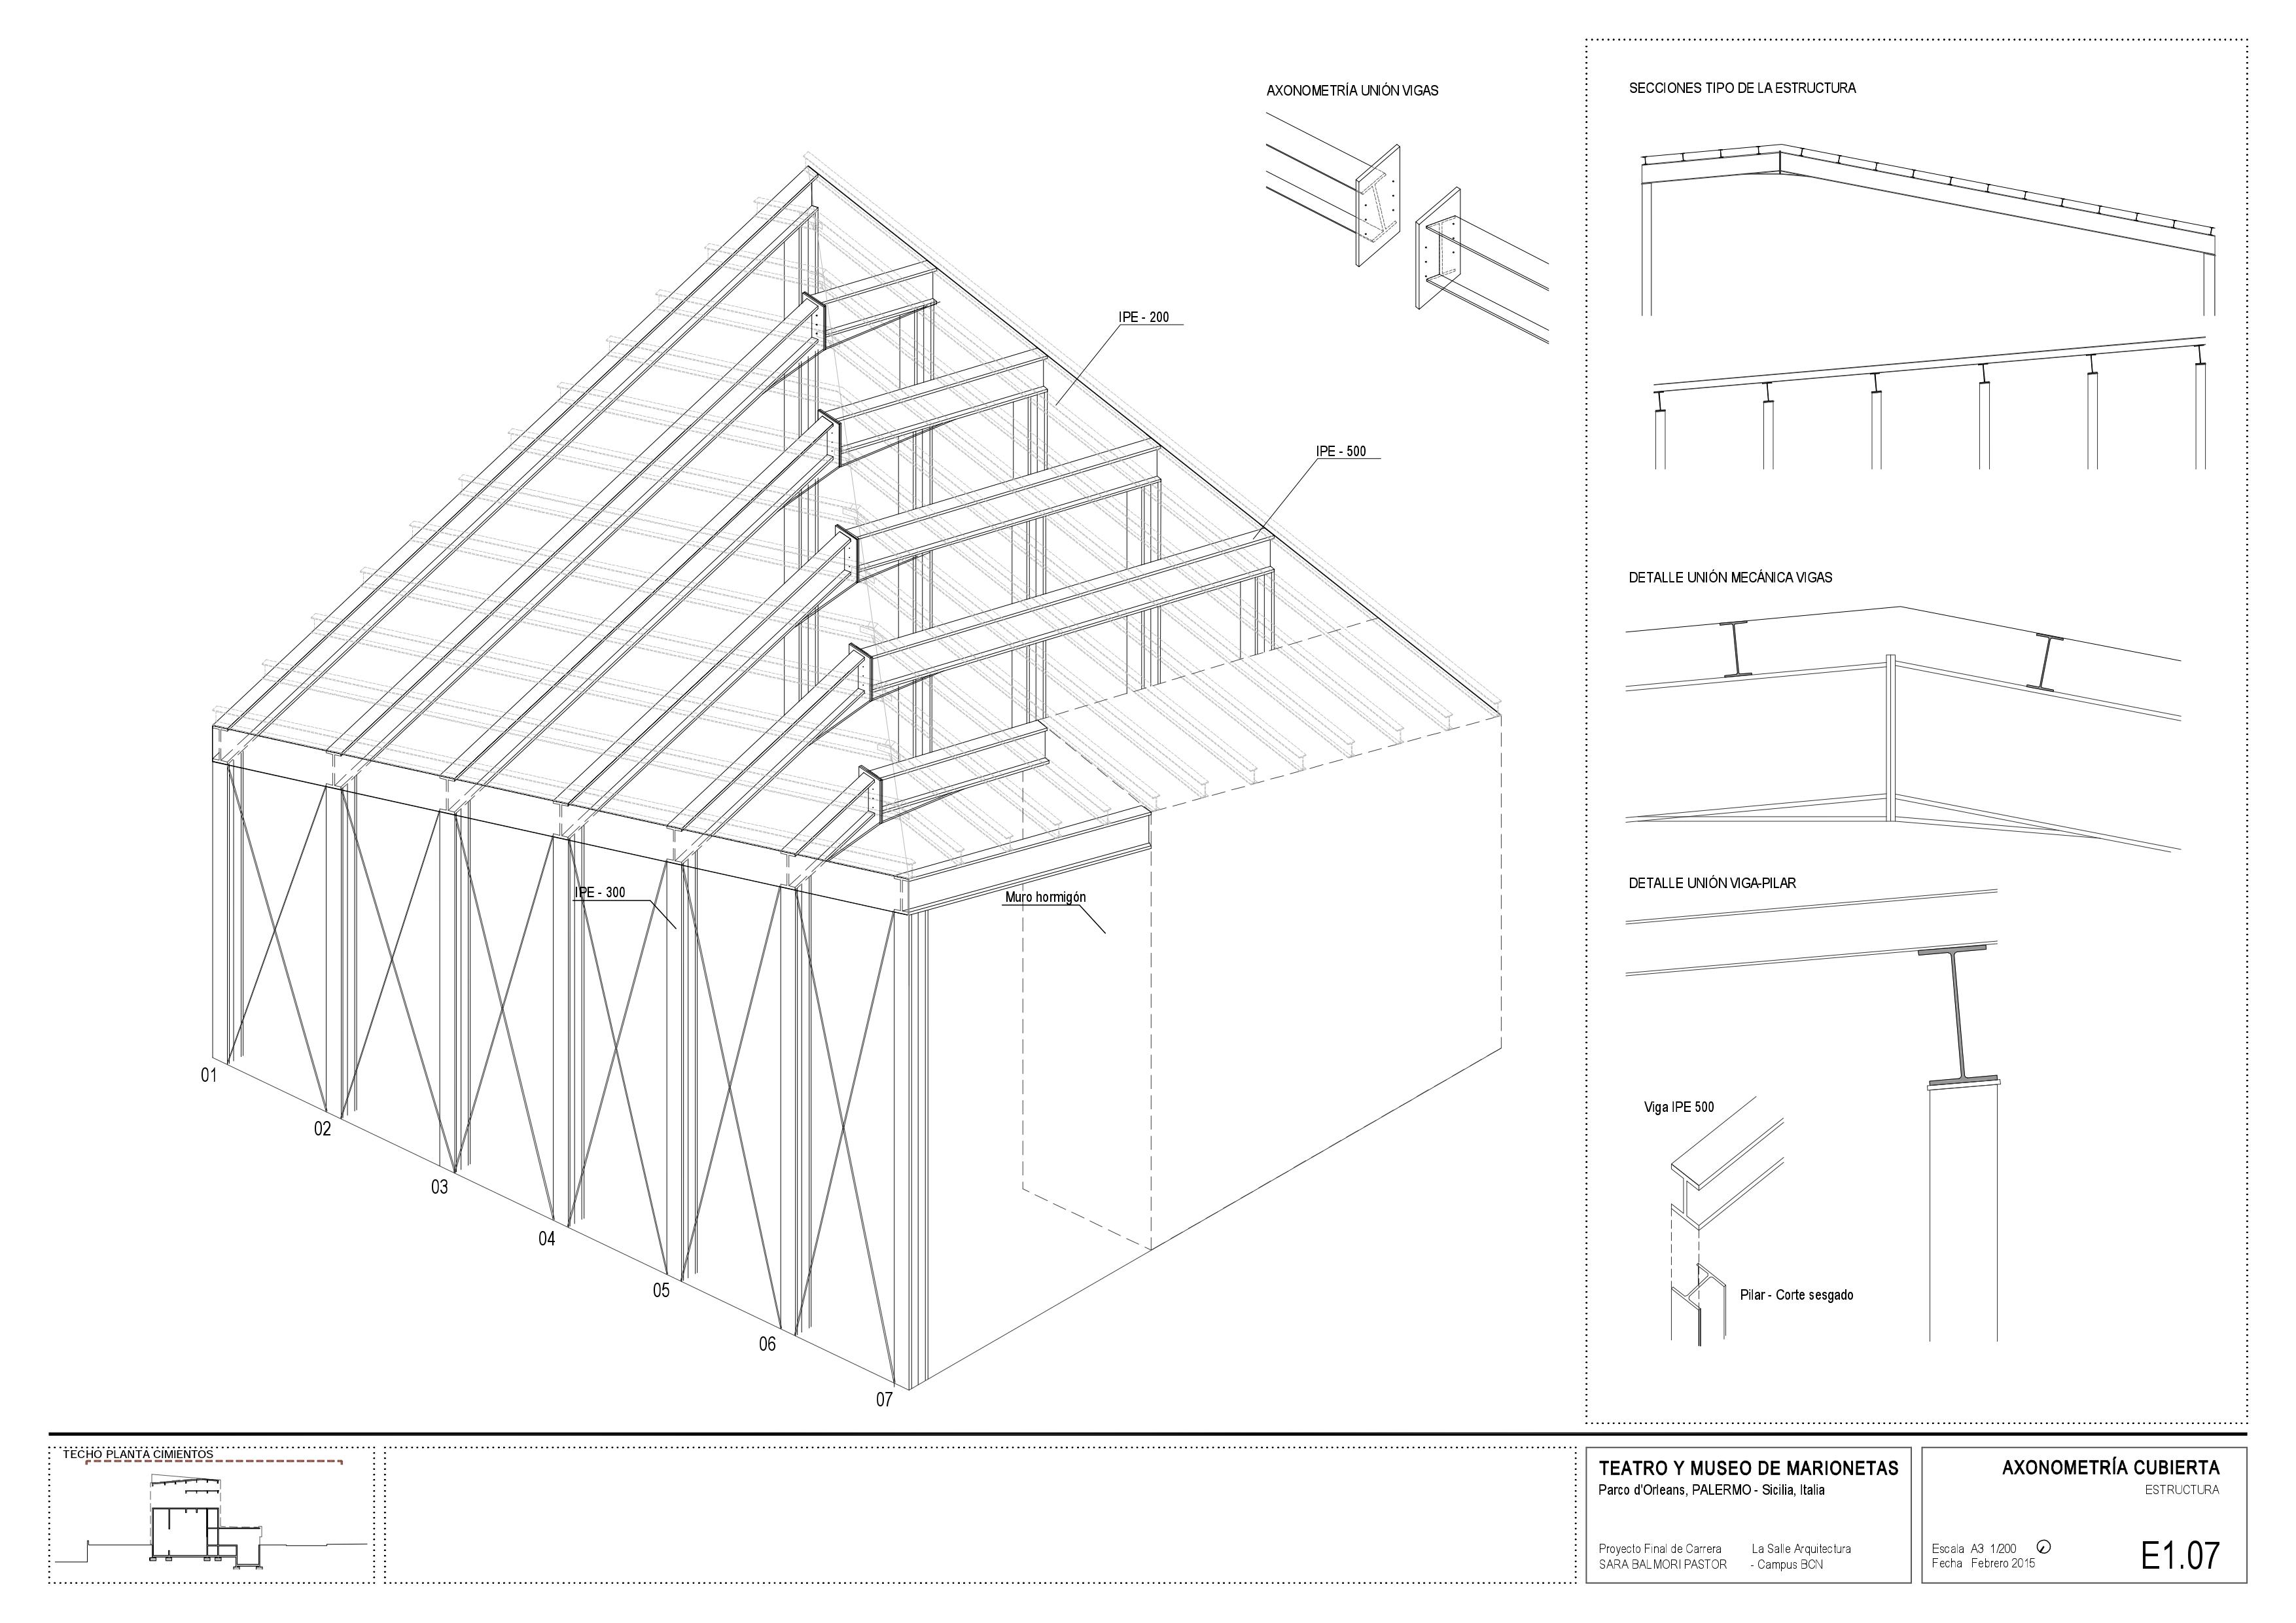 AXONOMETRÍA UNIÓN VIGAS
IPE - 200
IPE - 500
IPE - 300
Muro hormigón
01
02
03
04
05
06
07
SECCIONES TIPO DE LA ESTRUCTURA
DETALLE UNIÓN MECÁNICA VIGAS
DETALLE UNIÓN VIGA-PILAR
Viga IPE 500
Pilar - Corte sesgado
TECHO PLANTA CIMIENTOS
TEATRO Y MUSEO DE MARIONETAS
Parco d'Orleans, PALERMO - Sicilia, Italia
Proyecto Final de Carrera La Salle Arquitectura
SARA BALMORI PASTOR - Campus BCN
AXONOMETRÍA CUBIERTA
ESTRUCTURA
Escala A3 1/200
Fecha Febrero 2015
E1.07